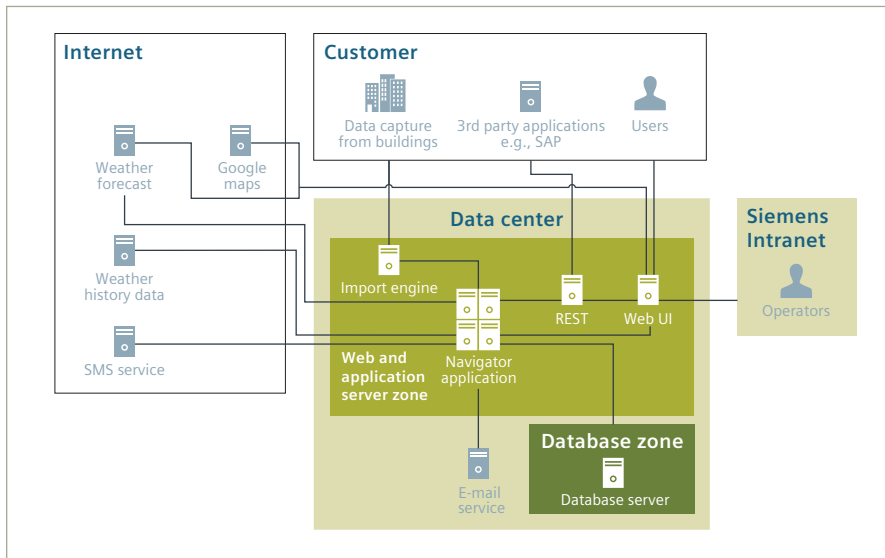 Internet
Weather
forecast
Google
maps
Weather
history data
SMS service
Customer
Data capture
from buildings
3rd party applications
e.g., SAP
Users
Data center
Import engine
REST
Web UI
Web and
application
server zone
Navigator
application
E-mail
service
Database zone
Database server
Siemens
Intranet
Operators